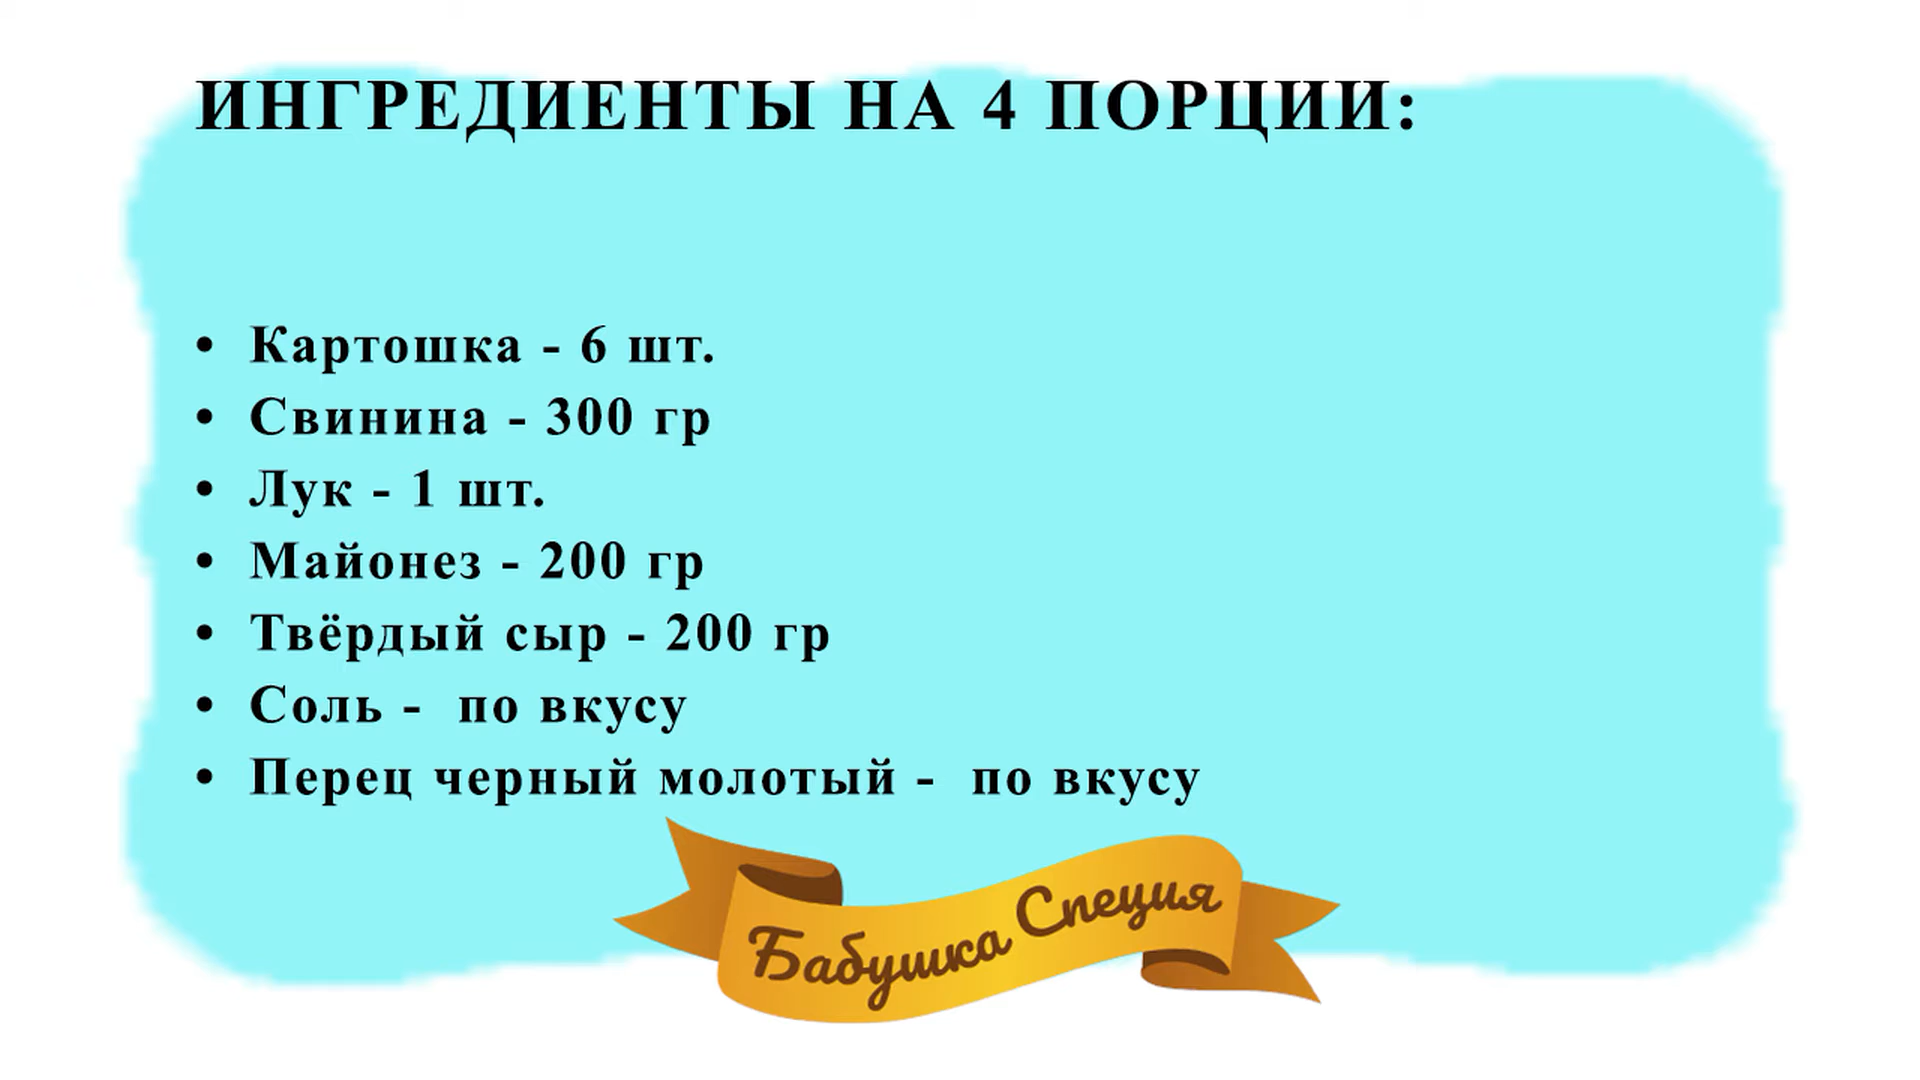 ИНГРЕДИЕНТЫ НА 4 ПОРЦИИ:
• Картошка - 6 шт.
• Свинина - 300 гр
• Лук - 1 шт.
• Майонез - 200 гр
• Твёрдый сыр - 200 гр
• Соль - по вкусу
• Перец черный молотый - по вкусу
Бабушка Специя